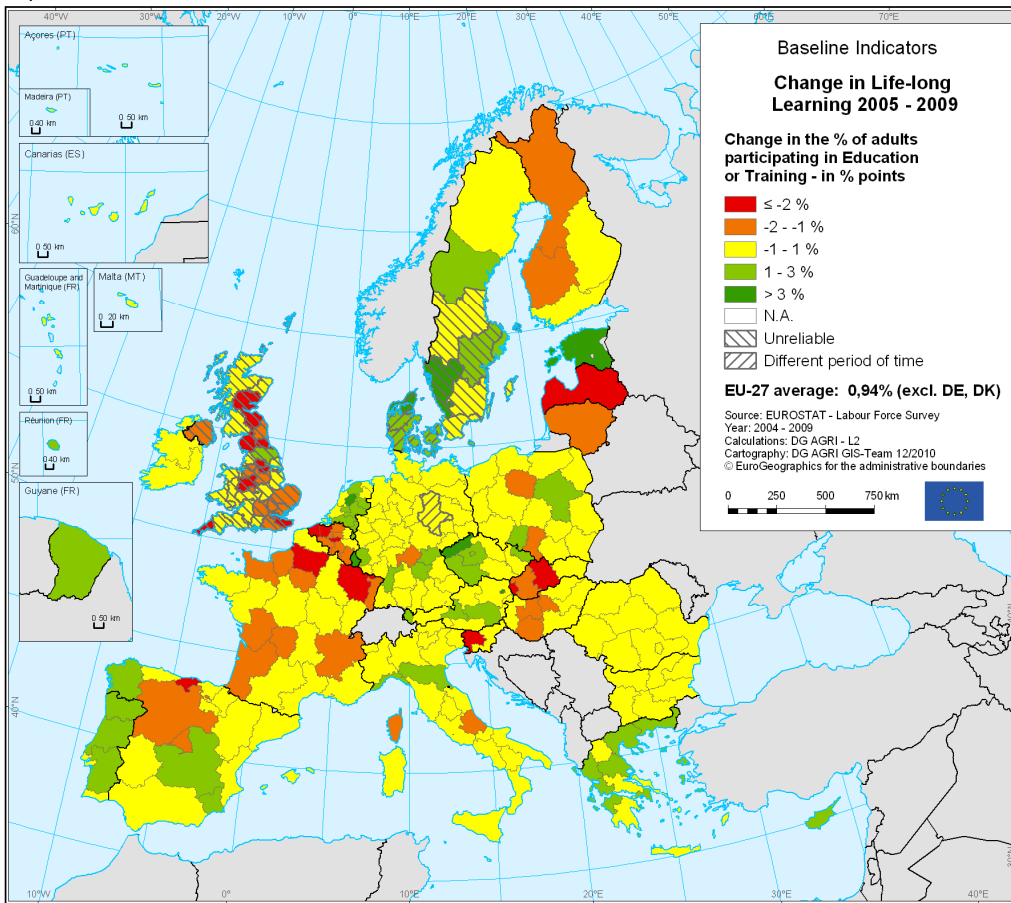 40°W
30°W
20°W
10°W
0°
10°E
20°E
30°E
40°E
50°E
60°E
70°E
Açores (PT)
Madeira (PT)
0 40 km
0 50 km
Canarias (ES)
0 50 km
Guadeloupe and
Martinique (FR)
0 50 km
Malta (MT)
0 20 km
Réunion (FR)
0 40 km
Guyane (FR)
0 50 km
60°N
50°N
40°N
Baseline Indicators
Change in Life-long
Learning 2005 - 2009
Change in the % of adults
participating in Education
or Training - in % points
≤ -2 %
-2 - -1 %
-1 - 1 %
1 - 3 %
> 3 %
N.A.
Unreliable
Different period of time
EU-27 average: 0,94% (excl. DE, DK)
Source: EUROSTAT - Labour Force Survey
Year: 2004 - 2009
Calculations: DG AGRI - L2
Cartography: DG AGRI GIS-Team 12/2010
© EuroGeographics for the administrative boundaries
0 250 500 750 km
10°W
0°
10°E
20°E
30°E
40°E